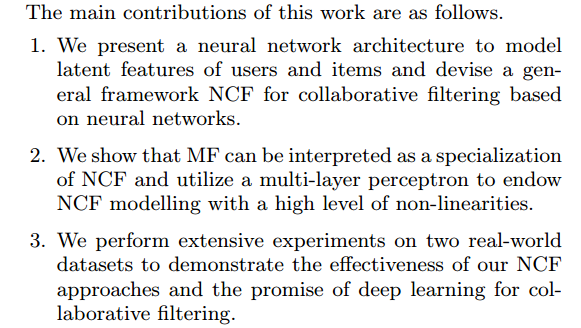 The main contributions of this work are as follows.
1. We present a neural network architecture to model
latent features of users and items and devise a gen-
eral framework NCF for collaborative filtering based
on neural networks.
2. We show that MF can be interpreted as a specialization
of NCF and utilize a multi-layer perceptron to endow
NCF modelling with a high level of non-linearities.
3. We perform extensive experiments on two real-world
datasets to demonstrate the effectiveness of our NCF
approaches and the promise of deep learning for col-
laborative filtering.